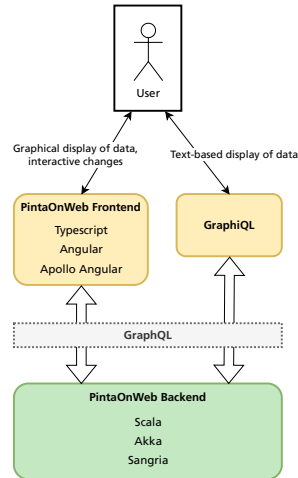 User
Graphical display of data,
interactive changes
Text-based display of data
PintaOnWeb Frontend
Typescript
Angular
Apollo Angular
GraphiQL
GraphQL
PintaOnWeb Backend
Scala
Akka
Sangria